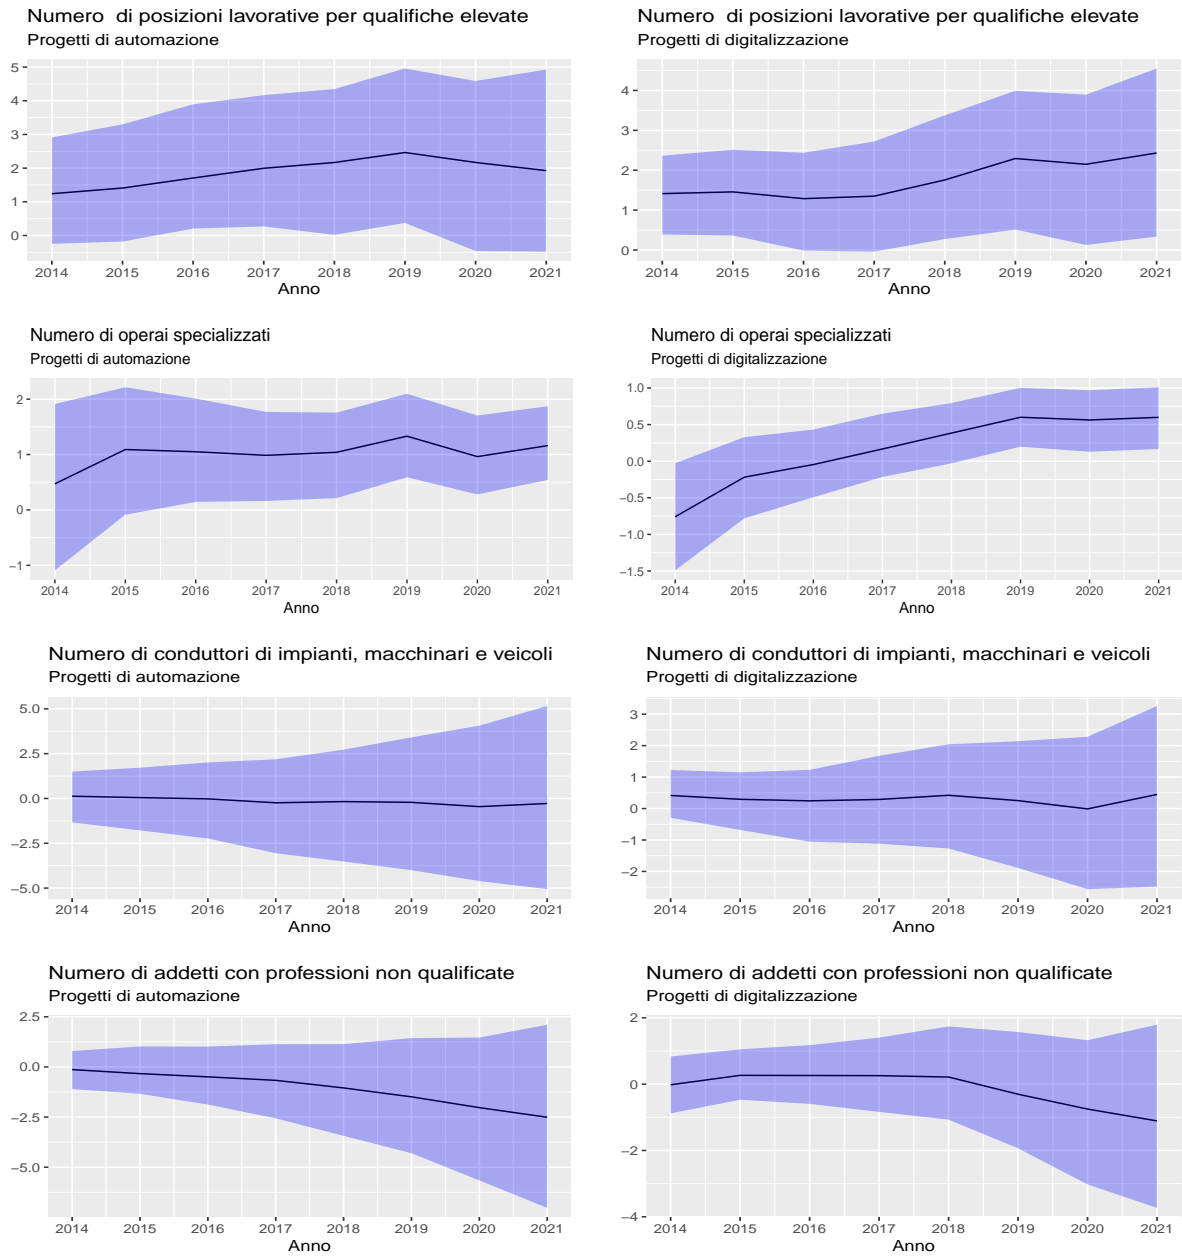 Numero  di posizioni lavorative per qualifiche elevate
Progetti di automazione
5
4
3
2
1
0
2014 2015 2016 2017 2018 2019 2020 2021
Anno
Numero  di posizioni lavorative per qualifiche elevate
Progetti di digitalizzazione
4
3
2
1
0
2014 2015 2016 2017 2018 2019 2020 2021
Anno
Numero di operai specializzati
Progetti di automazione
2
1
0
−1
2014 2015 2016 2017 2018 2019 2020 2021
Anno
Numero di operai specializzati
Progetti di digitalizzazione
1.0
0.5
0.0
−0.5
−1.0
−1.5
2014 2015 2016 2017 2018 2019 2020 2021
Anno
Numero di conduttori di impianti, macchinari e veicoli
Progetti di automazione
5.0
2.5
0.0
−2.5
−5.0
2014 2015 2016 2017 2018 2019 2020 2021
Anno
Numero di conduttori di impianti, macchinari e veicoli
Progetti di digitalizzazione
3
2
1
0
−1
−2
2014 2015 2016 2017 2018 2019 2020 2021
Anno
Numero di addetti con professioni non qualificate
Progetti di automazione
2.5
0.0
−2.5
−5.0
2014 2015 2016 2017 2018 2019 2020 2021
Anno
Numero di addetti con professioni non qualificate
Progetti di digitalizzazione
2
0
−2
−4
2014 2015 2016 2017 2018 2019 2020 2021
Anno